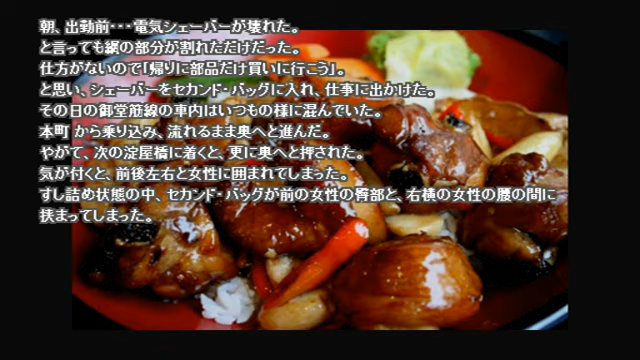 朝、出勤前・・・電気シェーバーが壊れた。
と言っても網の部分が割れただけだった。
仕方がないので「帰りに部品だけ買いに行こう」。
と思い、シェーバーをセカンド・バッグに入れ、仕事に出かけた。
その日の御堂筋線の車内はいつもの様に混んでいた。
本町 から乗り込み、流れるまま奥へと進んだ。
やがて、次の淀屋橋に着くと、更に奥へと押された。
気が付くと、前後左右と女性に囲まれてしまった。
すし詰め状態の中、セカンド・バッグが前の女性の臀部と、右横の女性の腰の間に
挟まってしまった。